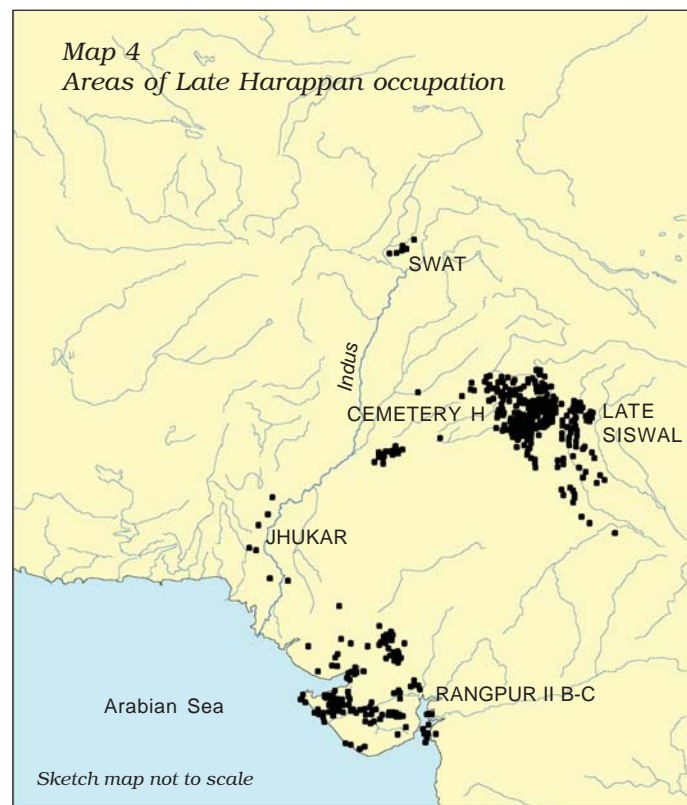 Map 4
Areas of Late Harappan occupation
SWAT
Indus
CEMETERY H
LATE
SISWAL
JHUKAR
RANGPUR II B-C
Arabian Sea
Sketch map not to scale